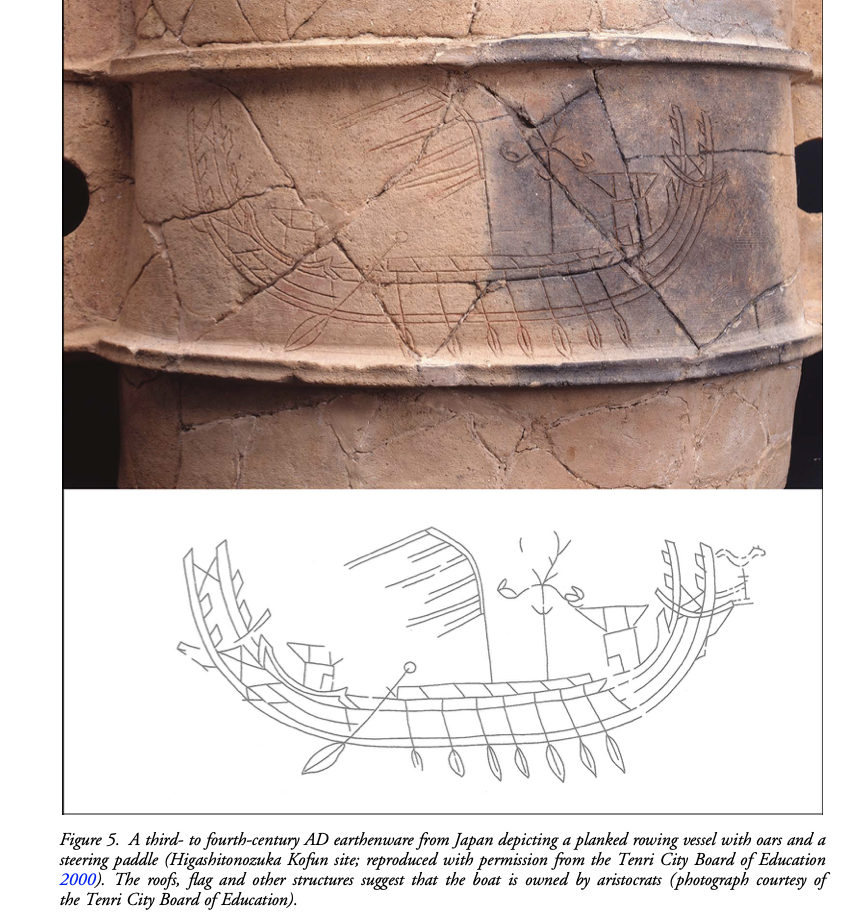 Figure 5. A third- to fourth-century AD earthenware from Japan depicting a planked rowing vessel with oars and a
steering paddle (Higashitonozuka Kofun site; reproduced with permission from the Tenri City Board of Education
2000). The roofs, flag and other structures suggest that the boat is owned by aristocrats (photograph courtesy of
the Tenri City Board of Education).